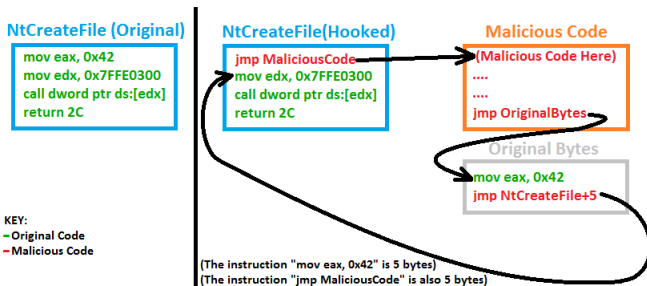 NtCreateFile (Original)
mov eax, 0x42
mov edx, 0x7FFE0300
call dword ptr ds:[edx]
return 2C
KEY:
-Original Code
-Malicious Code
NtCreateFile(Hooked)
jmp MaliciousCode
mov edx, 0x7FFE0300
call dword ptr ds:[edx]
return 2C
Malicious Code
(Malicious Code Here)
....
....
jmp OriginalBytes
Original Bytes
mov eax, 0x42
jmp NtCreateFile+5
(The instruction "mov eax, 0x42" is 5 bytes)
(The instruction "jmp MaliciousCode" is also 5 bytes)